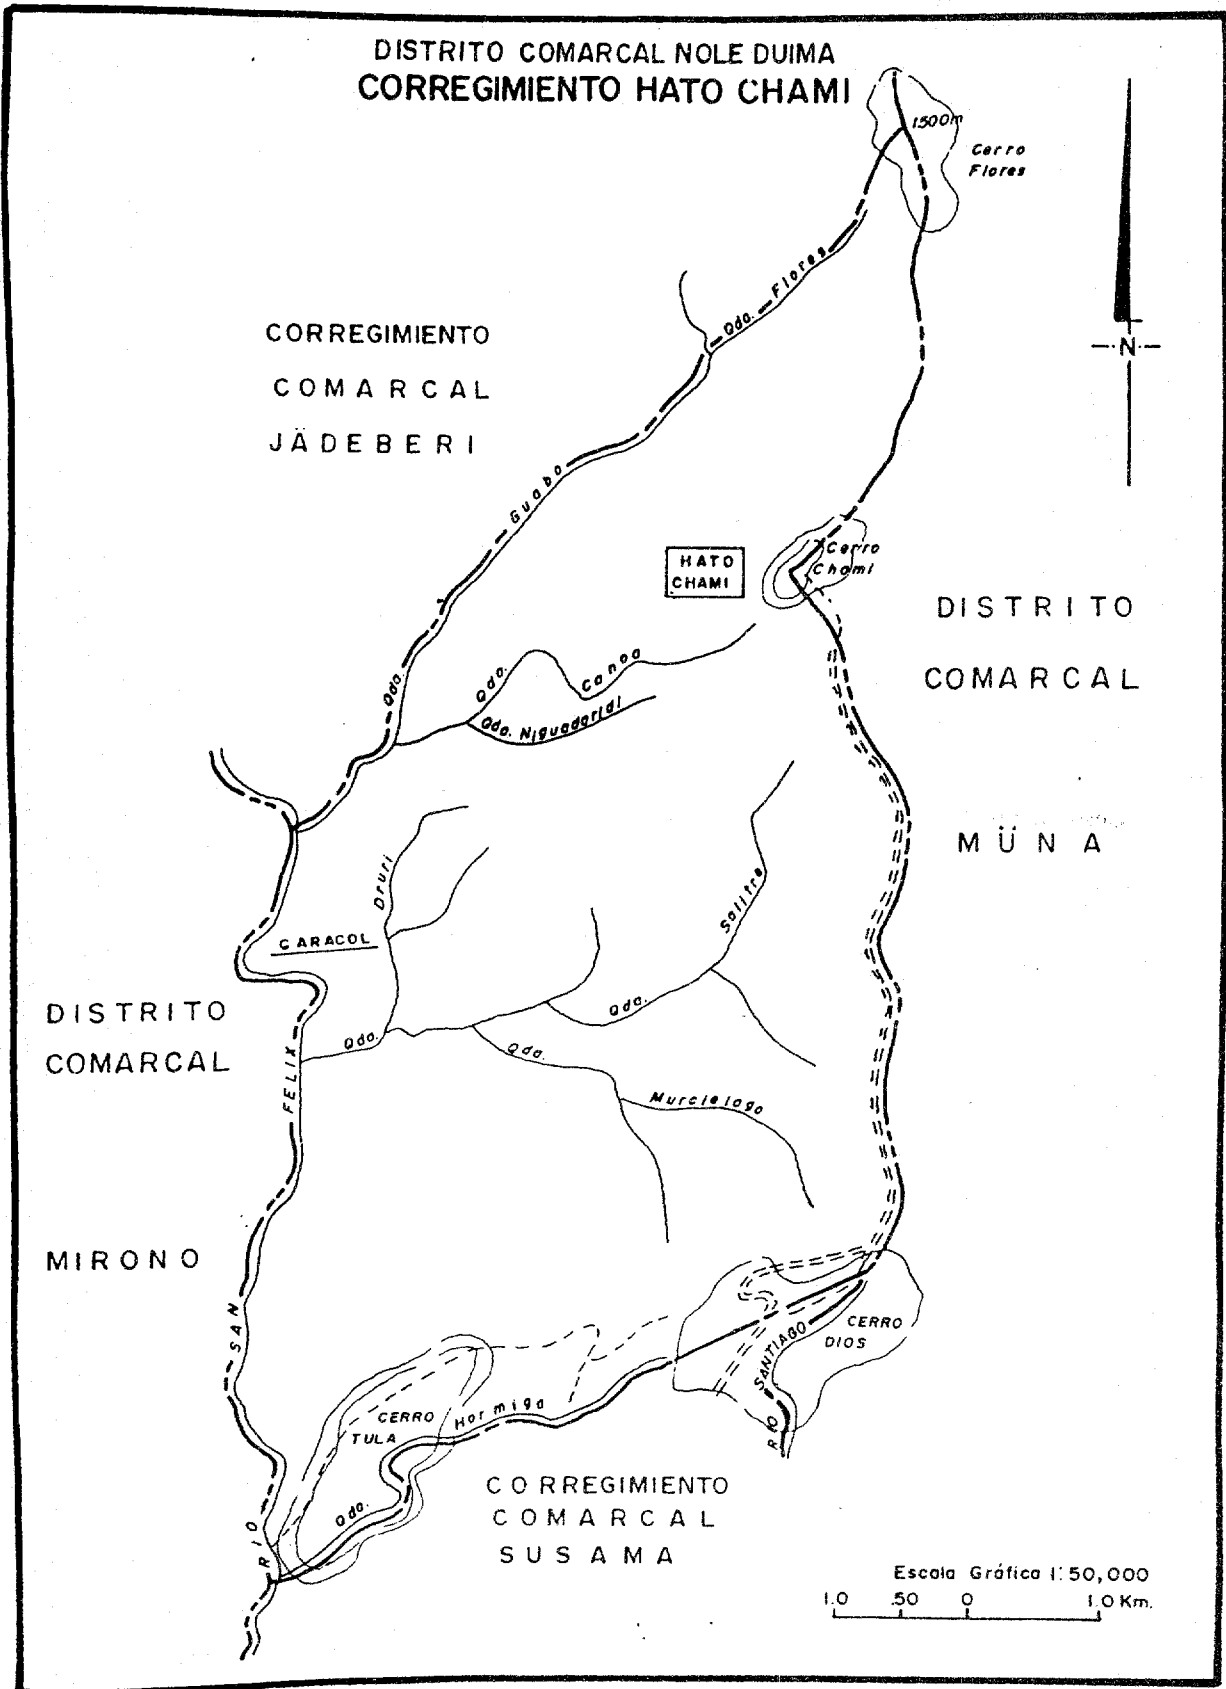 DISTRITO COMARCAL NOLE DUIMA
CORREGIMIENTO HATO CHAMI
1500m
Cerro
Flores
Qda. Flores
CORREGIMIENTO
COMARCAL
JÄDEBERI
N
Qda. Guabo
HATO
CHAMI
Cerro
Chami
DISTRITO
COMARCAL
MÜNA
Qda. Canoa
Qda. Niguadaridi
Druri
Salitre
CARACOL
DISTRITO
COMARCAL
MIRONO
Qda.
Qda.
Qda.
Murcielago
RIO SAN FELIX
CERRO
DIOS
RIO SANTIAGO
CERRO
TULA
Qda. Hormiga
CORREGIMIENTO
COMARCAL
SUSAMA
Escala Gráfica 1:50,000
1.0 .50 0 1.0 Km.